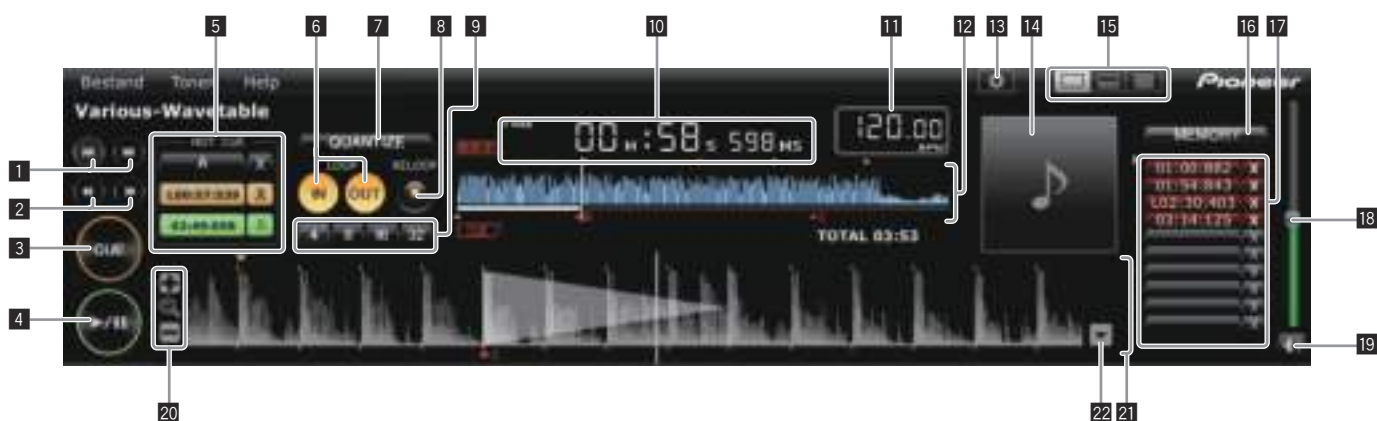 5 6 7 8 9 10 11 12 13 14 15 16 17
Bestand Tonen Help
Pioneer
Various-Wavetable
HOT CUE
A X
X
QUANTIZE
LOOP RELOOP
IN OUT
4 8 16 32
00 M:58 S 598 MS
120.00
BPM
TOTAL 03:53
MEMORY
01:00:882 X
01:54:843 X
L02:30.403 X
03:14:125 X
1
2
3
CUE
4
18
19
20 22 21